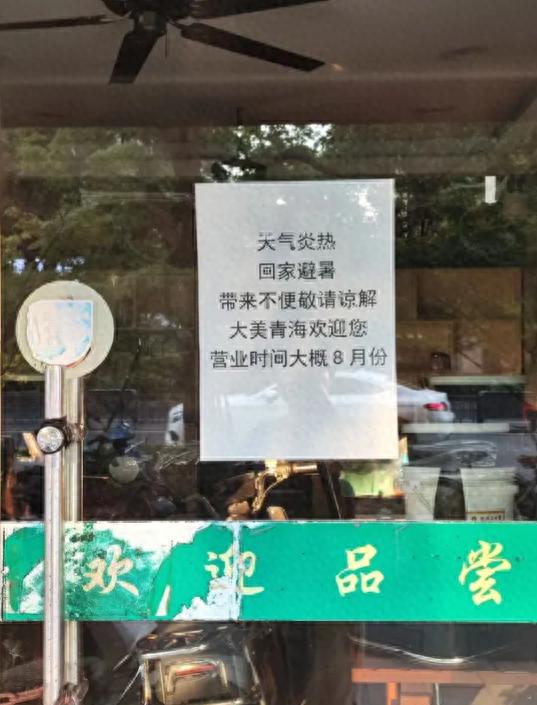 天气炎热
回家避暑
带来不便敬请谅解
大美青海欢迎您
营业时间大概8月份
欢迎品尝